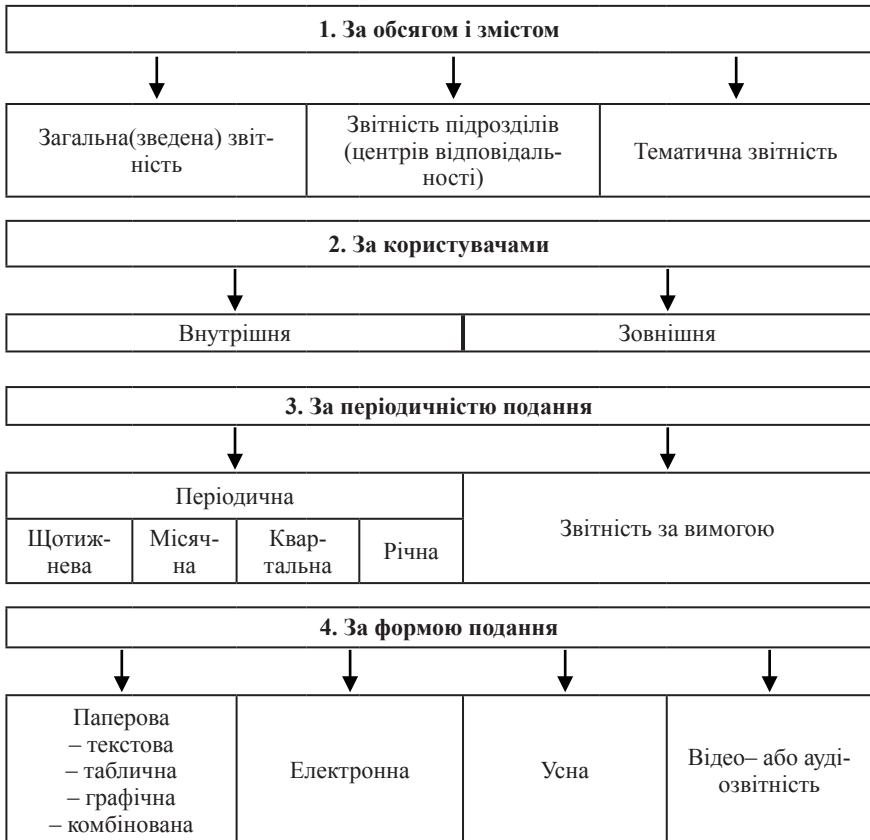 1. За обсягом і змістом
Загальна(зведена) звіт-
ність
Звітність підрозділів
(центрів відповідаль-
ності)
Тематична звітність
2. За користувачами
Внутрішня
Зовнішня
3. За періодичністю подання
Періодична
Щотиж-
нева
Місяч-
на
Квар-
тальна
Річна
Звітність за вимогою
4. За формою подання
Паперова
– текстова
– таблична
– графічна
– комбінована
Електронна
Усна
Відео– або ауді-
озвітність